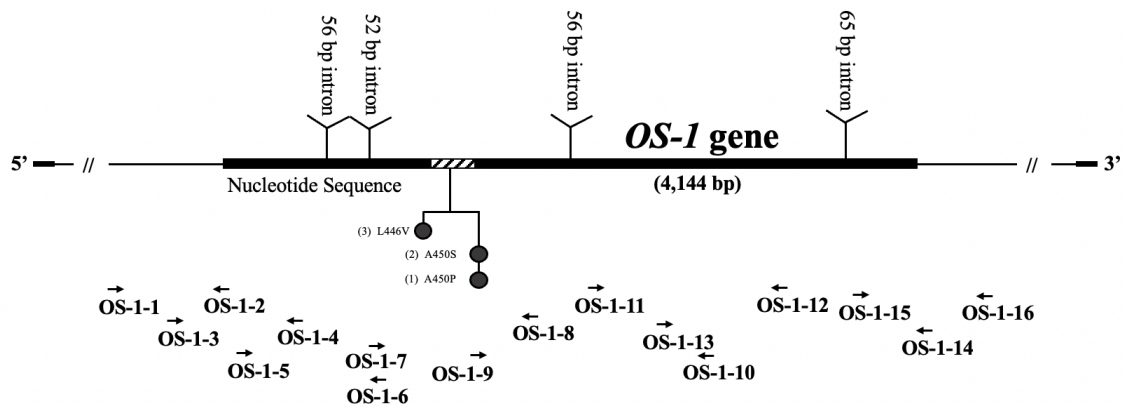 56 bp intron
52 bp intron
56 bp intron
65 bp intron
OS-1 gene
5’
//
//
3’
Nucleotide Sequence
(4,144 bp)
(3) L446V
(2) A450S
(1) A450P
OS-1-1
OS-1-2
OS-1-11
OS-1-12
OS-1-15
OS-1-16
OS-1-3
OS-1-4
OS-1-8
OS-1-13
OS-1-14
OS-1-5
OS-1-7
OS-1-9
OS-1-10
OS-1-6